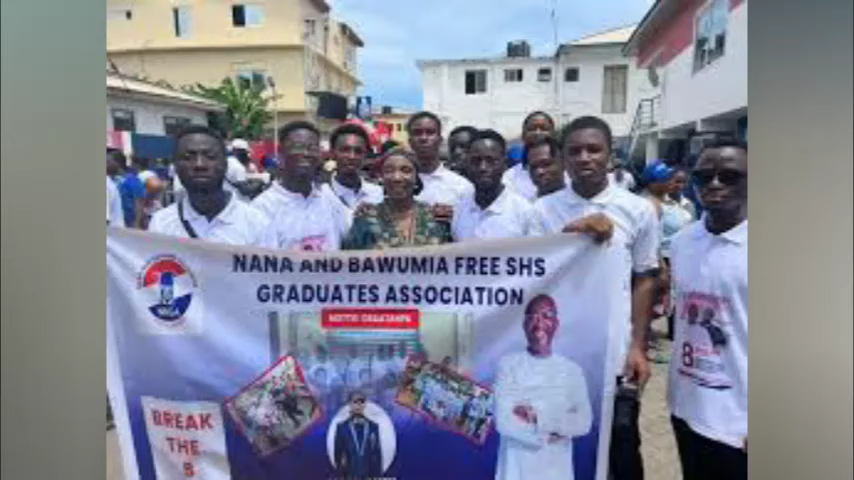 NANA AND BAWUMIA FREE SHS
GRADUATES ASSOCIATION
BREAK
THE
8
8